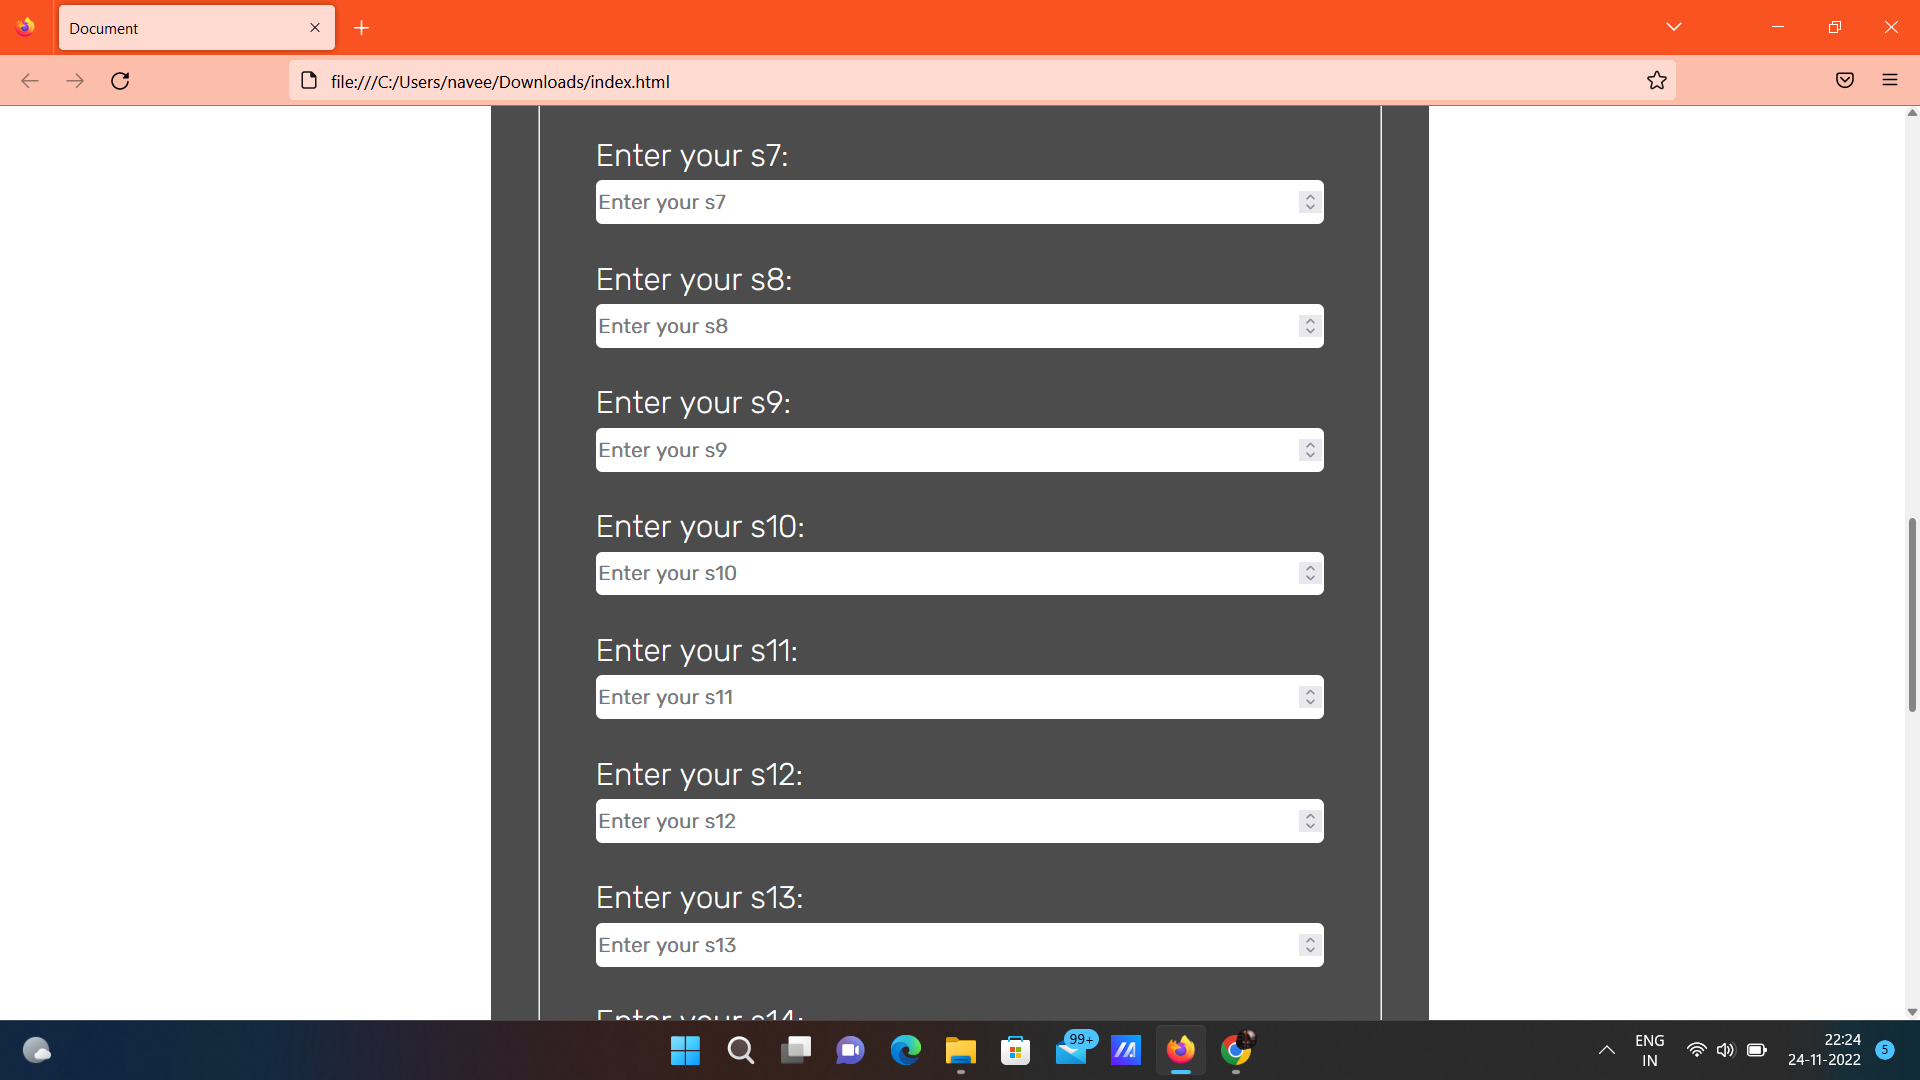 Document
file:///C:/Users/navee/Downloads/index.html
Enter your s7:
Enter your s7
Enter your s8:
Enter your s8
Enter your s9:
Enter your s9
Enter your s10:
Enter your s10
Enter your s11:
Enter your s11
Enter your s12:
Enter your s12
Enter your s13:
Enter your s13
Enter your s14:
99+
ENG
IN
22:24
24-11-2022
5